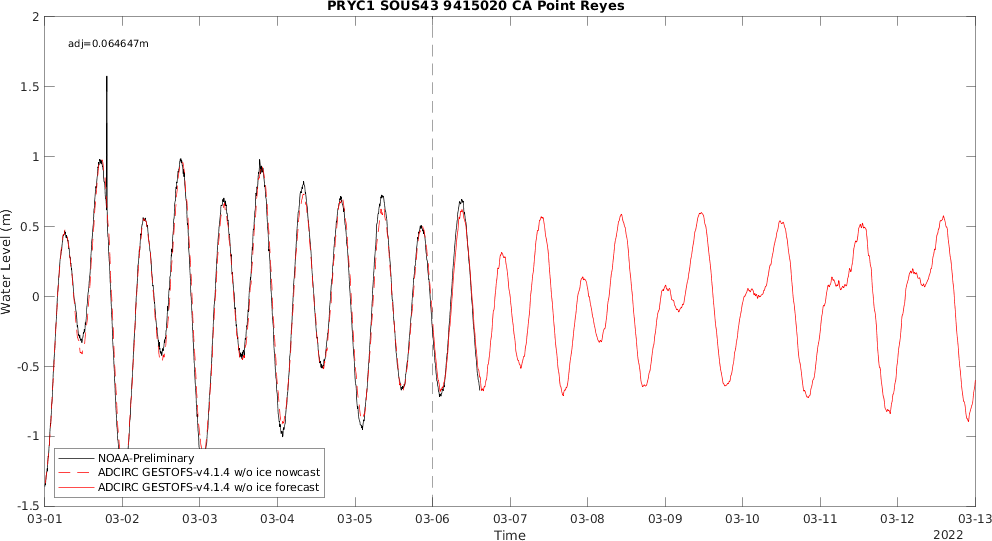 PRYC1 SOUS43 9415020 CA Point Reyes
adj=0.064647m
2
1.5
1
0.5
0
-0.5
-1
-1.5
Water Level (m)
NOAA-Preliminary
ADCIRC GESTOFS-v4.1.4 w/o ice nowcast
ADCIRC GESTOFS-v4.1.4 w/o ice forecast
03-01 03-02 03-03 03-04 03-05 03-06 03-07 03-08 03-09 03-10 03-11 03-12 03-13
Time
2022